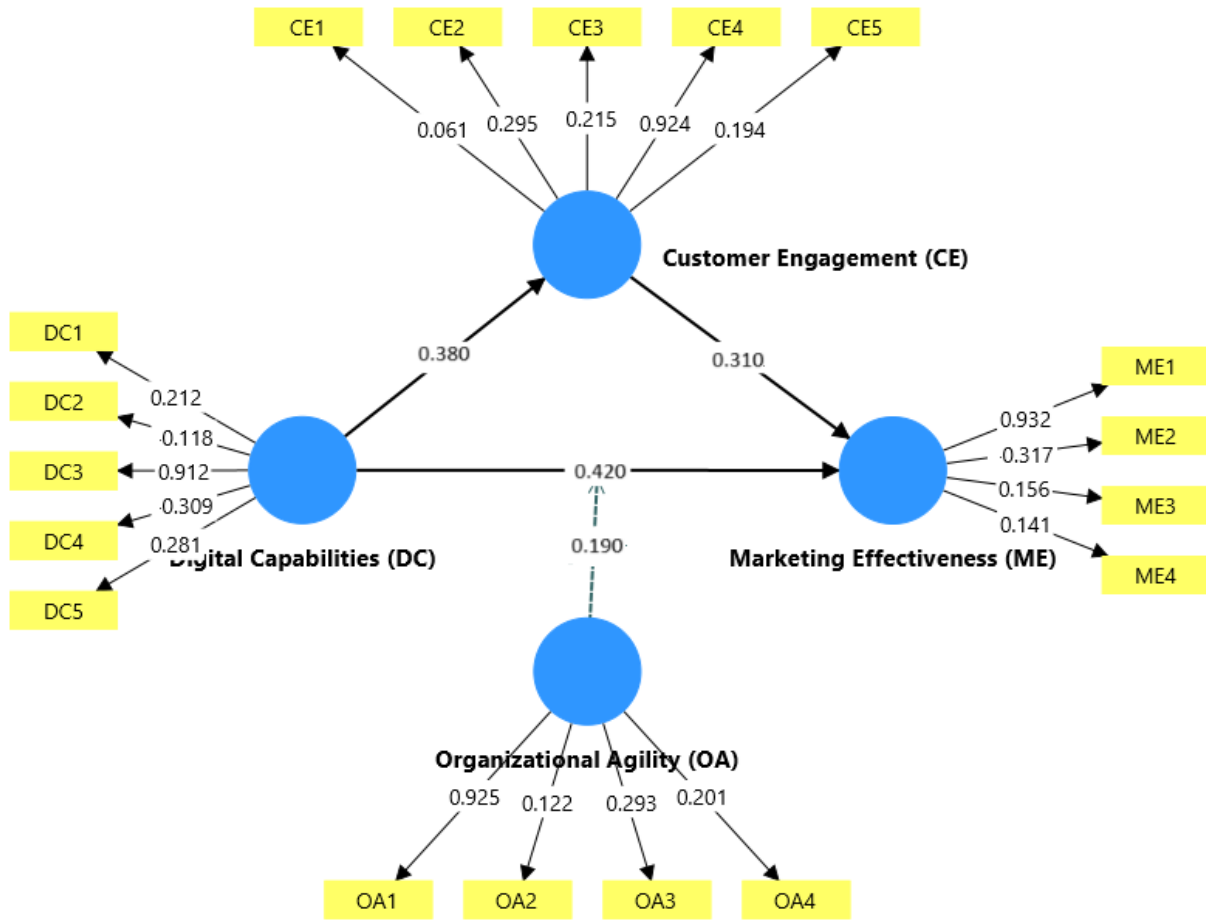 CE1 CE2 CE3 CE4 CE5
0.061 0.295 0.215 0.924 0.194
Customer Engagement (CE)
DC1
DC2
DC3
DC4
DC5
0.212
-0.118
0.912
-0.309
0.281
Digital Capabilities (DC)
0.380
0.310
0.420
0.190
ME1
ME2
ME3
ME4
0.932
-0.317
0.156
0.141
Marketing Effectiveness (ME)
Organizational Agility (OA)
0.925 0.122 0.293 0.201
OA1 OA2 OA3 OA4